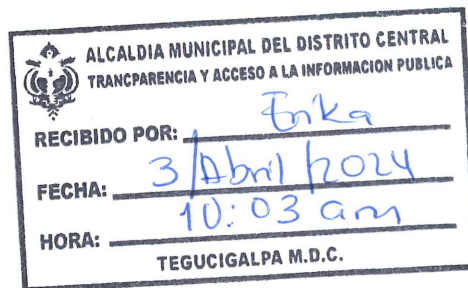 ALCALDIA MUNICIPAL DEL DISTRITO CENTRAL
TRANCPARENCIA Y ACCESO A LA INFORMACION PUBLICA
RECIBIDO POR: Erika
FECHA: 3/Abril/2024
HORA: 10:03 am
TEGUCIGALPA M.D.C.